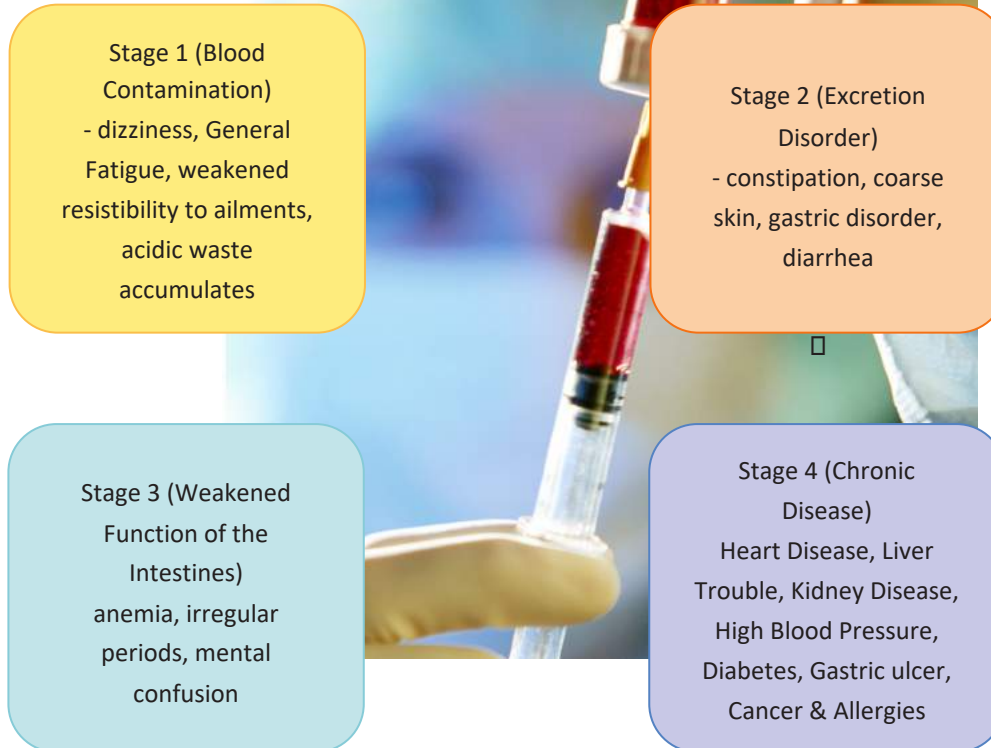 Stage 1 (Blood
Contamination)
- dizziness, General
Fatigue, weakened
resistibility to ailments,
acidic waste
accumulates
Stage 2 (Excretion
Disorder)
- constipation, coarse
skin, gastric disorder,
diarrhea
Stage 3 (Weakened
Function of the
Intestines)
anemia, irregular
periods, mental
confusion
Stage 4 (Chronic
Disease)
Heart Disease, Liver
Trouble, Kidney Disease,
High Blood Pressure,
Diabetes, Gastric ulcer,
Cancer & Allergies